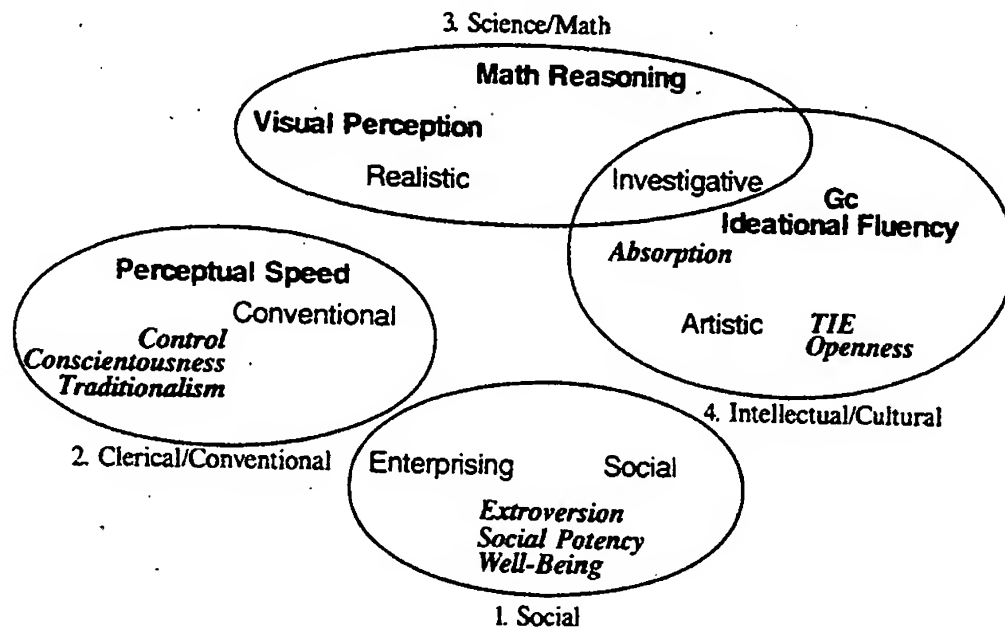 3. Science/Math
Math Reasoning
Visual Perception
Realistic
Investigative
Gc
Ideational Fluency
Absorption
Artistic
TIE
Openness
4. Intellectual/Cultural
Perceptual Speed
Conventional
Control
Conscientousness
Traditionalism
2. Clerical/Conventional
Enterprising
Social
Extroversion
Social Potency
Well-Being
1. Social